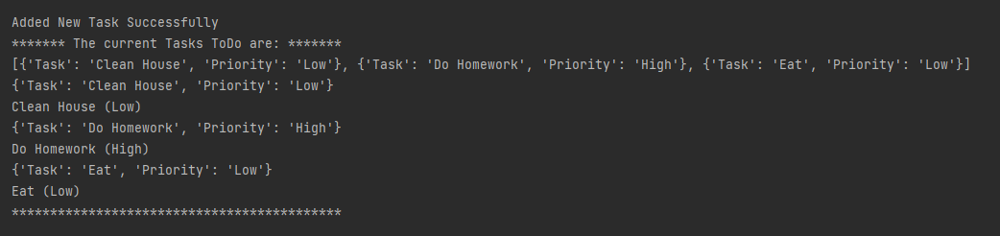 Added New Task Successfully
******* The current Tasks ToDo are: *******
[{'Task': 'Clean House', 'Priority': 'Low'}, {'Task': 'Do Homework', 'Priority': 'High'}, {'Task': 'Eat', 'Priority': 'Low'}]
{'Task': 'Clean House', 'Priority': 'Low'}
Clean House (Low)
{'Task': 'Do Homework', 'Priority': 'High'}
Do Homework (High)
{'Task': 'Eat', 'Priority': 'Low'}
Eat (Low)
*******************************************